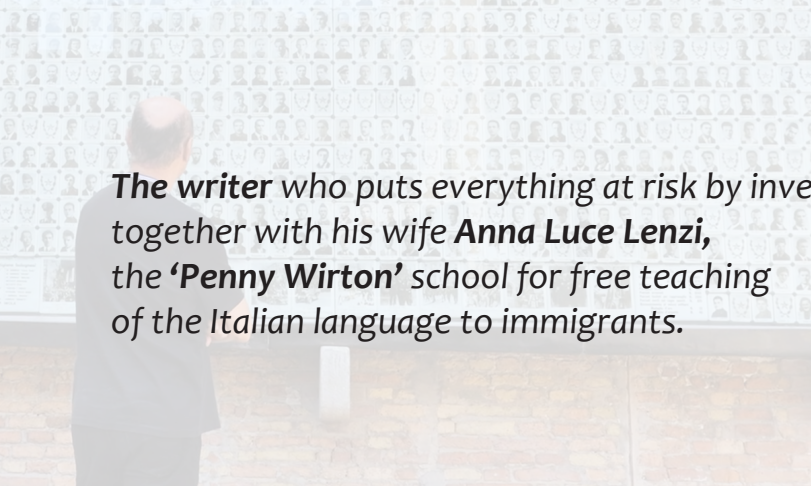 The writer who puts everything at risk by
together with his wife Anna Luce Lenzi,
the ‘Penny Wirton’ school for free teaching
of the Italian language to immigrants.